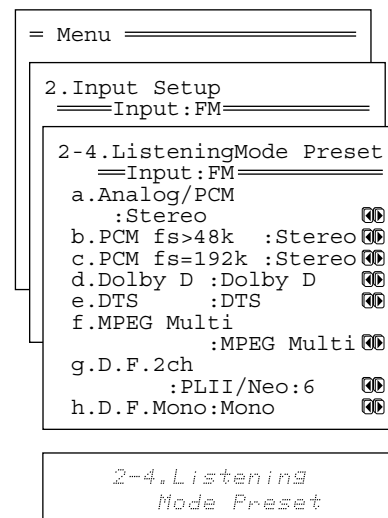 = Menu =
2.Input Setup
=Input:FM=
2-4.ListeningMode Preset
=Input:FM=
a.Analog/PCM
:Stereo
b.PCM fs>48k :Stereo
c.PCM fs=192k :Stereo
d.Dolby D :Dolby D
e.DTS :DTS
f.MPEG Multi
:MPEG Multi
g.D.F.2ch
:PLII/Neo:6
h.D.F.Mono:Mono
2-4.Listening
Mode Preset